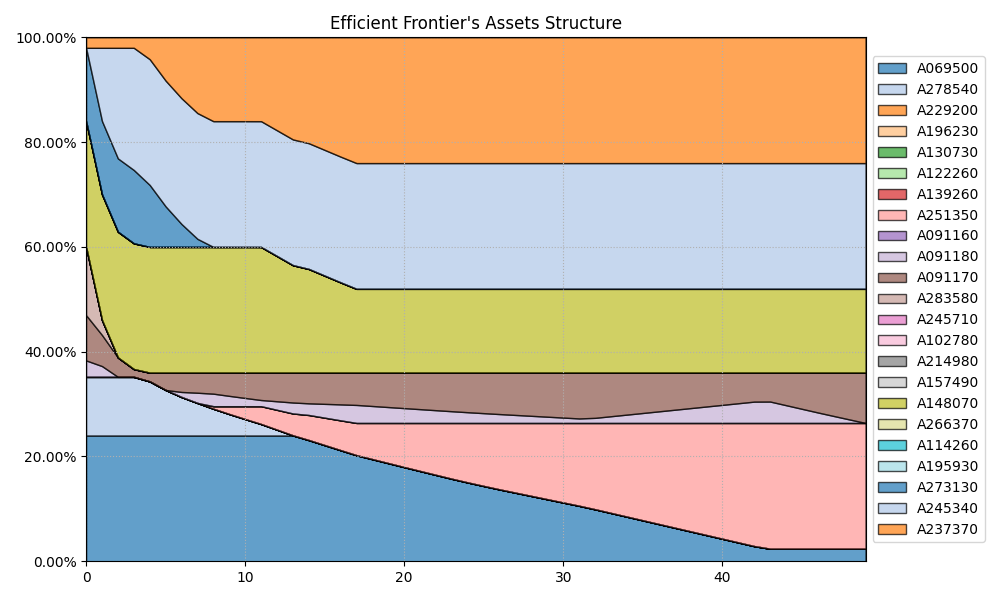 Efficient Frontier's Assets Structure
100.00%
80.00%
60.00%
40.00%
20.00%
0.00%
0
10
20
30
40
A069500
A278540
A229200
A196230
A130730
A122260
A139260
A251350
A091160
A091180
A091170
A283580
A245710
A102780
A214980
A157490
A148070
A266370
A114260
A195930
A273130
A245340
A237370